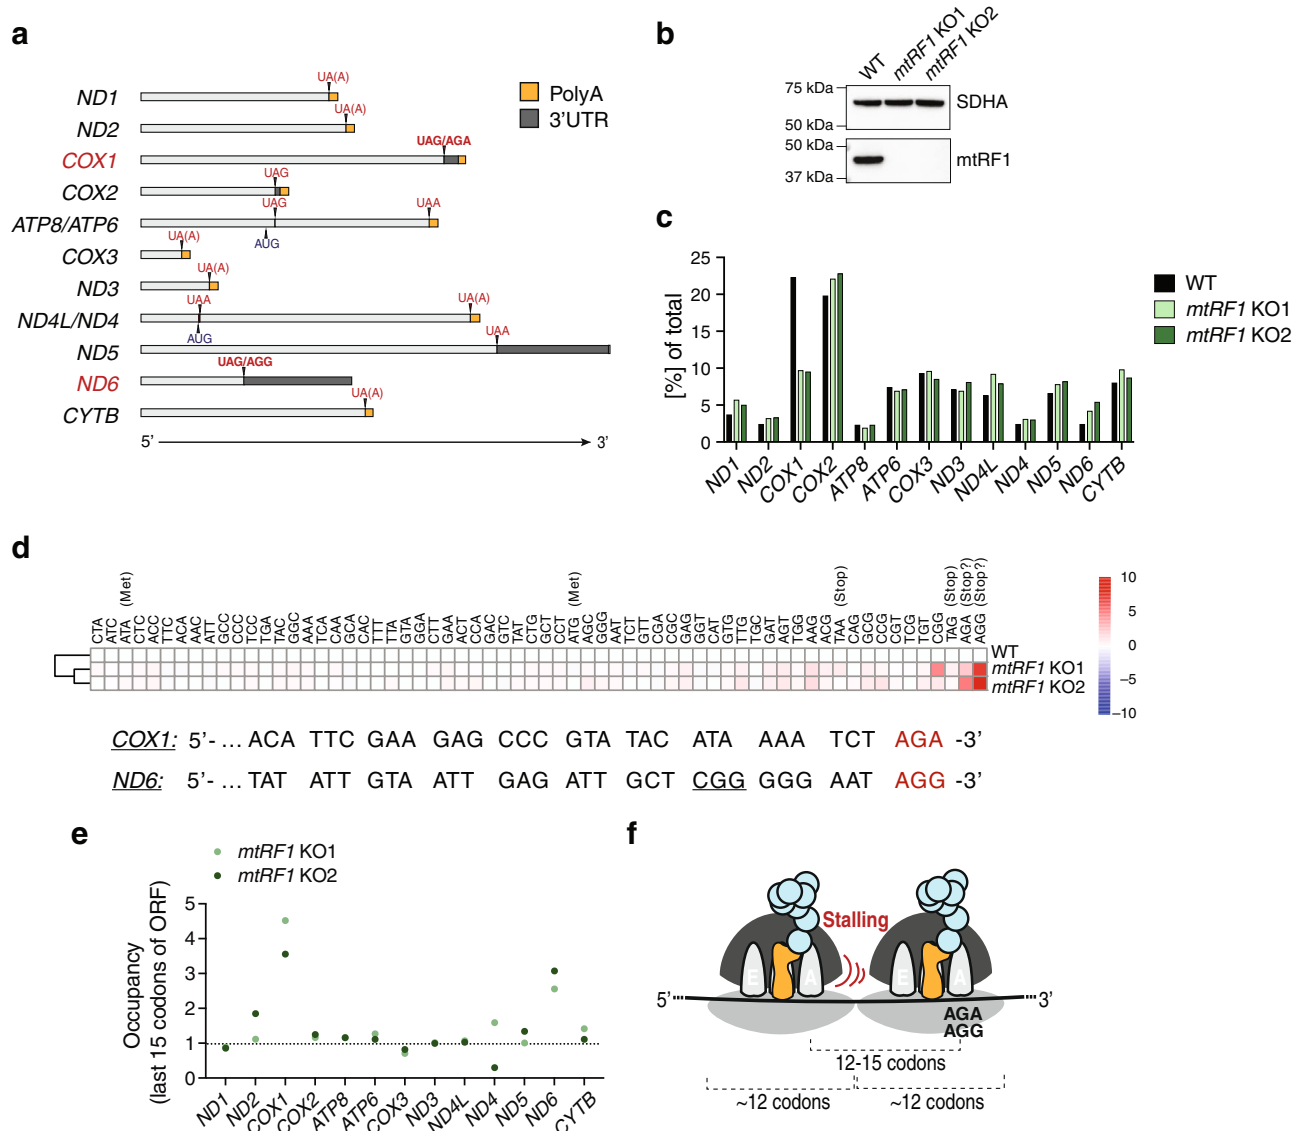 a
ND1
UA(A)
ND2
UA(A)
COX1
UAG/AGA
COX2
UAG
ATP8/ATP6
UAG
UAA
AUG
COX3
UA(A)
ND3
UA(A)
ND4L/ND4
UAA
UA(A)
AUG
ND5
UAA
ND6
UAG/AGG
CYTB
UA(A)
5’
3’
PolyA
3’UTR
b
WT
mtRF1 KO1
mtRF1 KO2
75 kDa
50 kDa
SDHA
50 kDa
37 kDa
mtRF1
c
[%] of total
25
20
15
10
5
0
ND1
ND2
COX1
COX2
ATP8
ATP6
COX3
ND3
ND4L
ND4
ND5
ND6
CYTB
WT
mtRF1 KO1
mtRF1 KO2
d
CTA
ATC
ATA (Met)
CTC
ACC
TTC
ACA
AAC
ATT
GCC
CCC
TCC
TGA
TAC
GGC
AAA
TCA
CAA
GCA
CAC
TTT
TTA
GTA
GGA
CTT
GAA
ACT
CCA
GAC
GTC
TAT
CTG
GCT
CCT
ATG (Met)
AGC
GGG
AAT
TCT
GTT
CGA
CGC
GAG
GGT
CAT
GTG
TTG
TGC
GAT
AGT
TGG
AAG
ACG
TAA (Stop)
CAG
GCG
CCG
CGT
TCG
TGT
CGG
TAG (Stop)
AGA (Stop?)
AGG (Stop?)
WT
mtRF1 KO1
mtRF1 KO2
10
5
0
−5
−10
COX1: 5’- ... ACA TTC GAA GAG CCC GTA TAC ATA AAA TCT AGA -3’
ND6: 5’- ... TAT ATT GTA ATT GAG ATT GCT CGG GGG AAT AGG -3’
e
mtRF1 KO1
mtRF1 KO2
Occupancy
(last 15 codons of ORF)
5
4
3
2
1
0
ND1
ND2
COX1
COX2
ATP8
ATP6
COX3
ND3
ND4L
ND4
ND5
ND6
CYTB
f
Stalling
E
A
E
A
5’
3’
AGA
AGG
12-15 codons
~12 codons
~12 codons